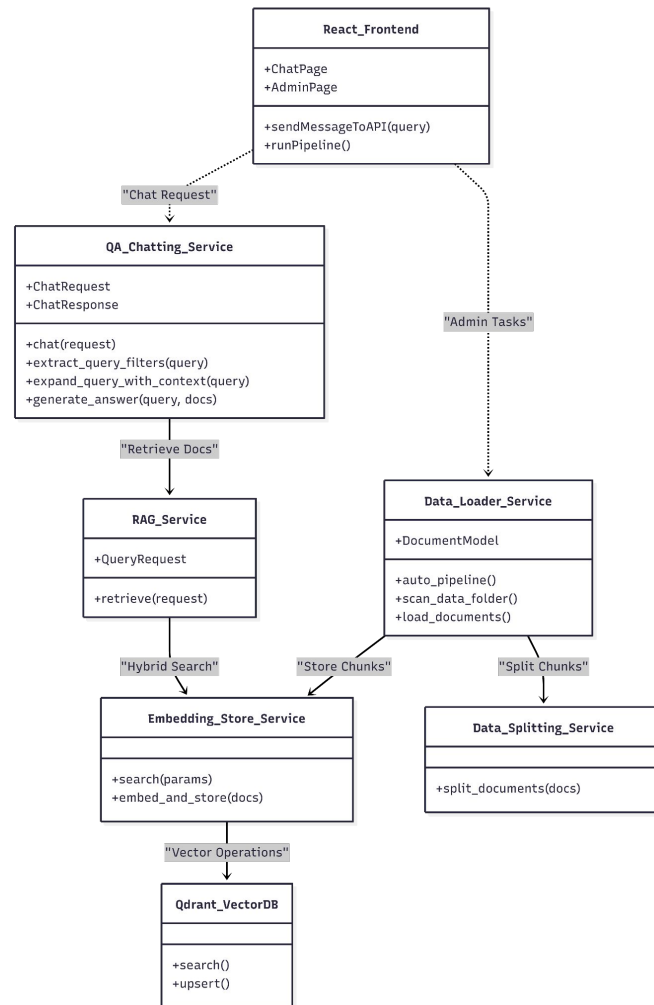 React_Frontend
+ChatPage
+AdminPage
+sendMessageToAPI(query)
+runPipeline()
"Chat Request"
QA_Chatting_Service
+ChatRequest
+ChatResponse
+chat(request)
+extract_query_filters(query)
+expand_query_with_context(query)
+generate_answer(query, docs)
"Admin Tasks"
"Retrieve Docs"
RAG_Service
+QueryRequest
+retrieve(request)
Data_Loader_Service
+DocumentModel
+auto_pipeline()
+scan_data_folder()
+load_documents()
"Hybrid Search"
"Store Chunks"
"Split Chunks"
Embedding_Store_Service
+search(params)
+embed_and_store(docs)
Data_Splitting_Service
+split_documents(docs)
"Vector Operations"
Qdrant_VectorDB
+search()
+upsert()